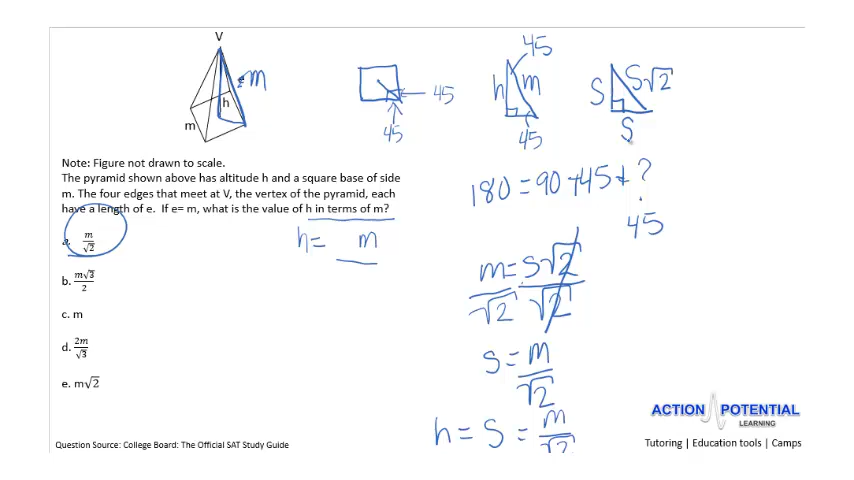 V
e m
h
m
45
45
45
h m
45
S S√2
S
Note: Figure not drawn to scale.
The pyramid shown above has altitude h and a square base of side
m. The four edges that meet at V, the vertex of the pyramid, each
have a length of e. If e= m, what is the value of h in terms of m?
h = m
a. m/√2
b. m√3/2
c. m
d. 2m/√3
e. m√2
180 = 90 + 45 + ?
45
m = S√2
√2 √2
S = m/√2
h = S = m/√2
ACTION POTENTIAL
LEARNING
Tutoring | Education tools | Camps
Question Source: College Board: The Official SAT Study Guide